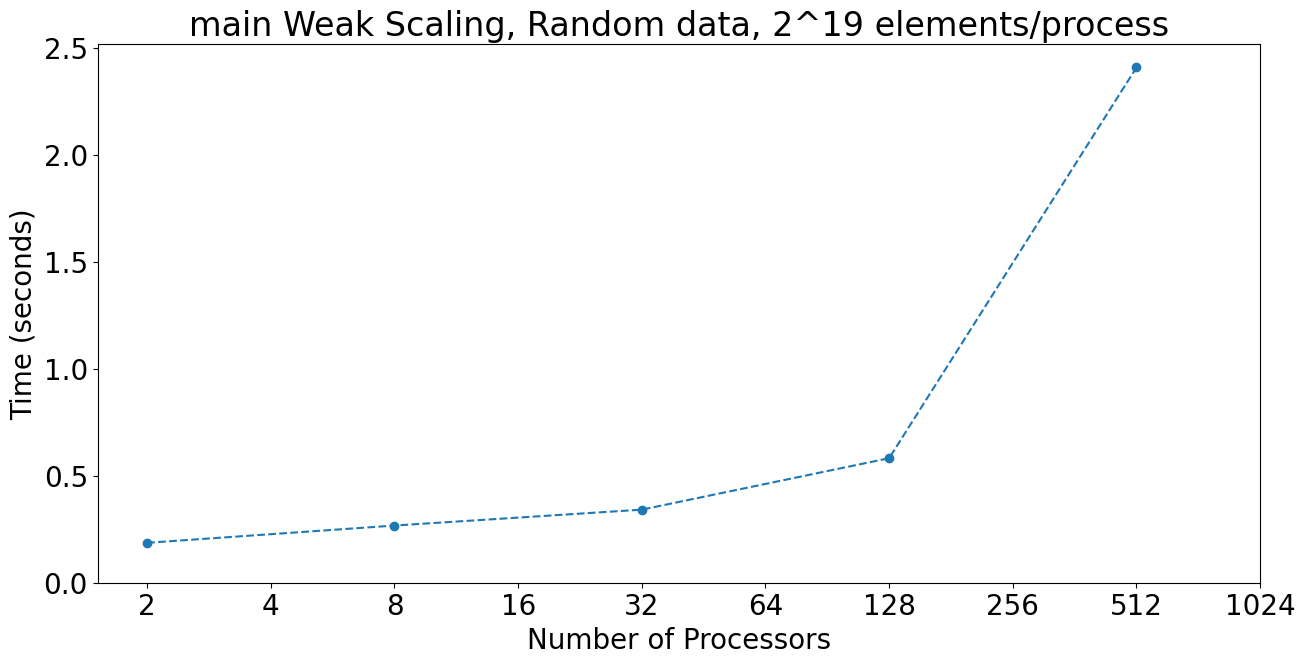 main Weak Scaling, Random data, 2^19 elements/process
2.5
2.0
1.5
1.0
0.5
0.0
Time (seconds)
2 4 8 16 32 64 128 256 512 1024
Number of Processors